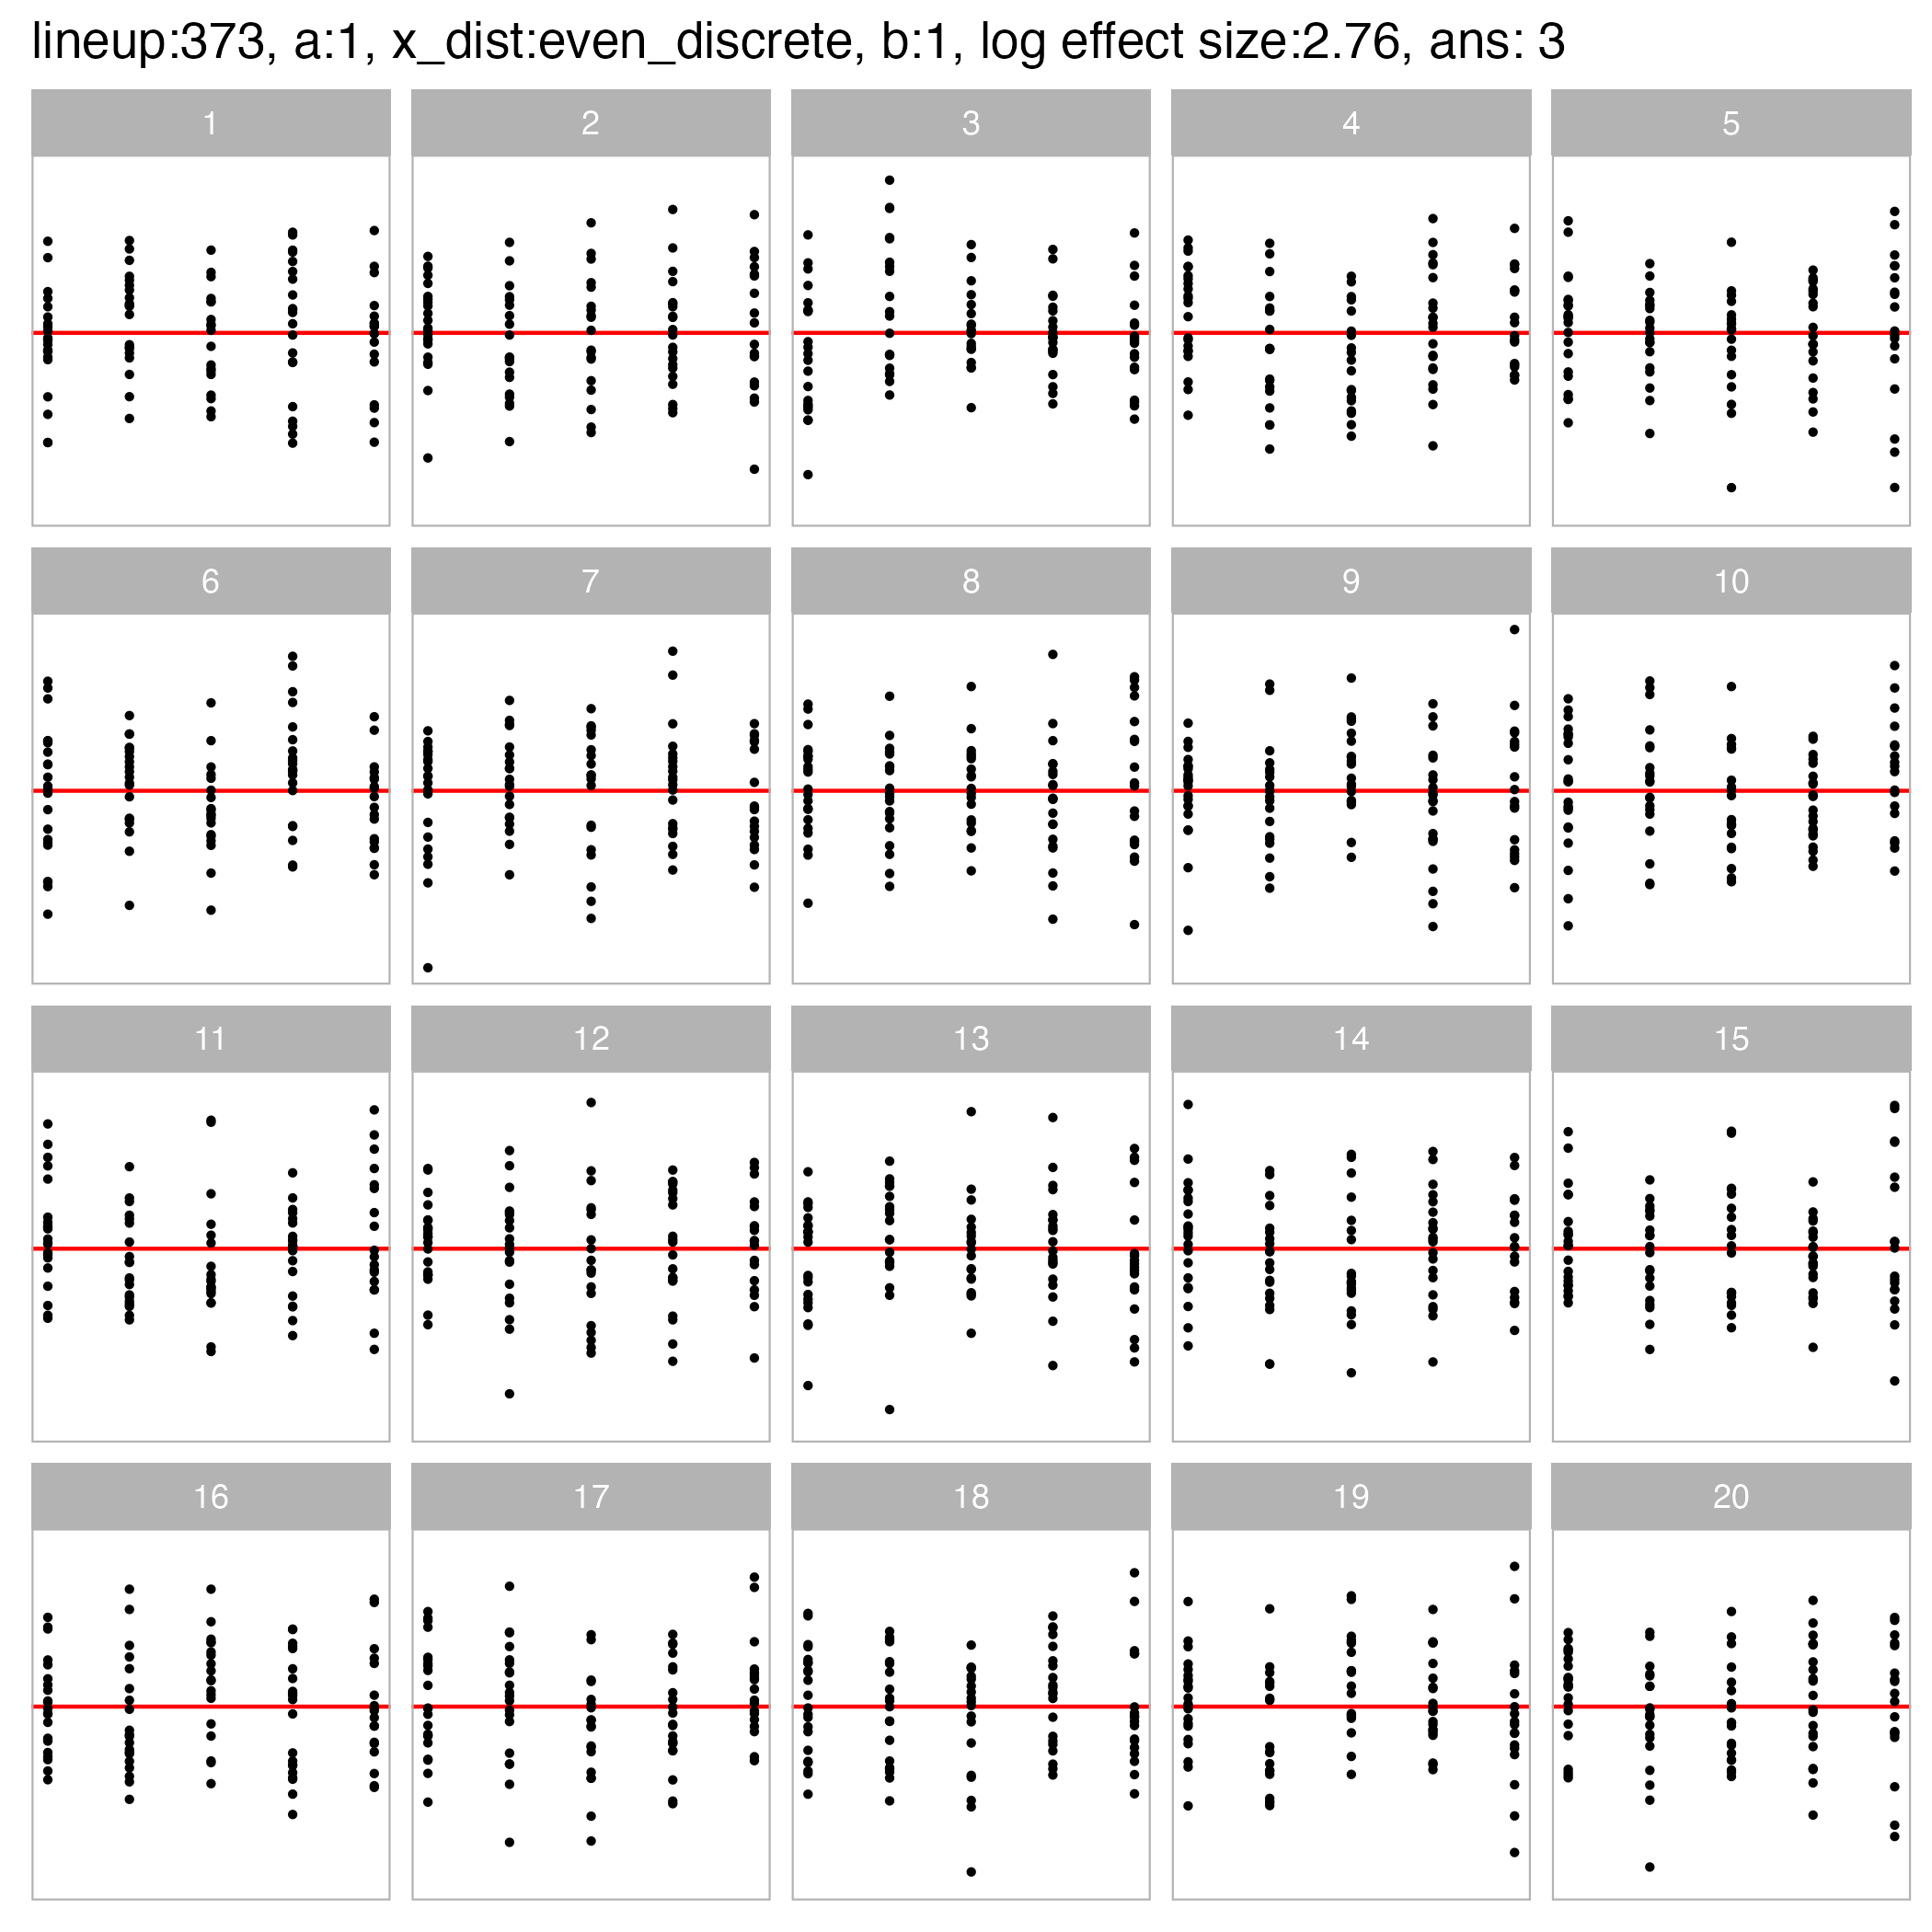 lineup:373, a:1, x_dist:even_discrete, b:1, log effect size:2.76, ans: 3
1 2 3 4 5
6 7 8 9 10
11 12 13 14 15
16 17 18 19 20